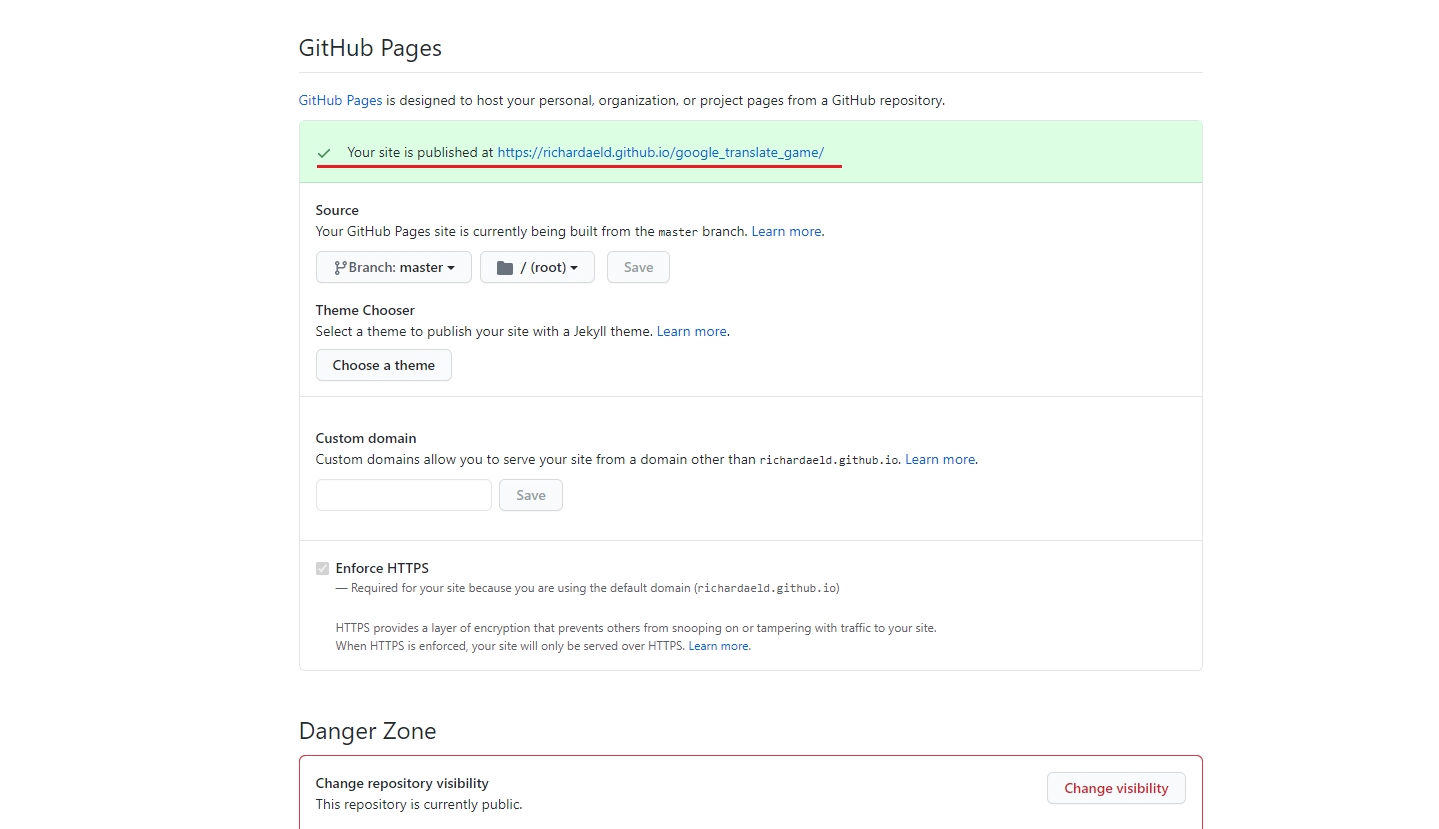 GitHub Pages
GitHub Pages is designed to host your personal, organization, or project pages from a GitHub repository.
Your site is published at https://richardaeld.github.io/google_translate_game/
Source
Your GitHub Pages site is currently being built from the master branch. Learn more.
Branch: master
/ (root)
Save
Theme Chooser
Select a theme to publish your site with a Jekyll theme. Learn more.
Choose a theme
Custom domain
Custom domains allow you to serve your site from a domain other than richardaeld.github.io. Learn more.
Save
Enforce HTTPS
— Required for your site because you are using the default domain (richardaeld.github.io)
HTTPS provides a layer of encryption that prevents others from snooping on or tampering with traffic to your site.
When HTTPS is enforced, your site will only be served over HTTPS. Learn more.
Danger Zone
Change repository visibility
This repository is currently public.
Change visibility